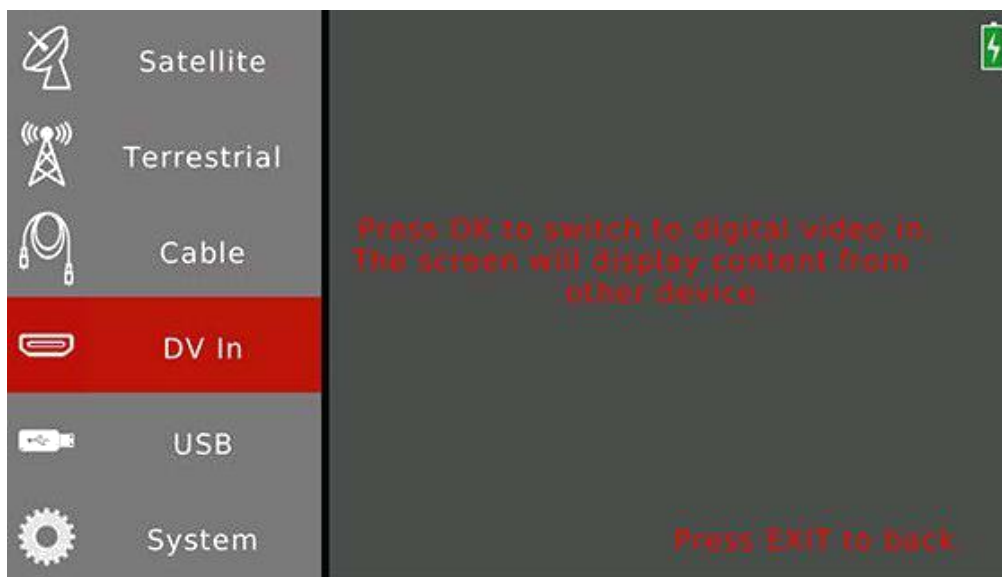 Satellite
Terrestrial
Cable
DV In
USB
System
Press OK to switch to digital video in.
The screen will display content from
other device.
Press EXIT to back.